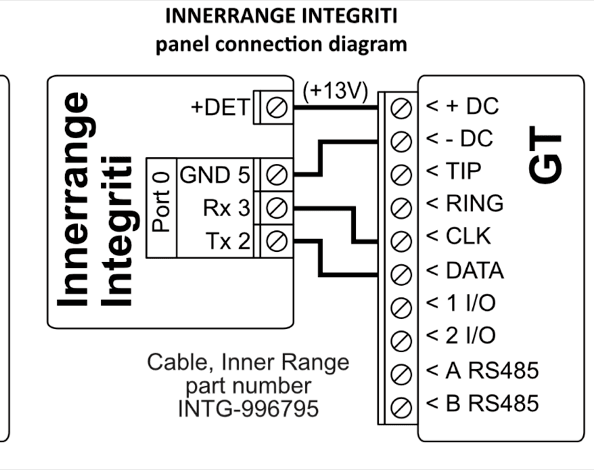 INNERRANGE INTEGRITI
panel connection diagram
Innerrange
Integriti
+DET
(+13V)
Port 0
GND 5
Rx 3
Tx 2
< + DC
< - DC
< TIP
< RING
< CLK
< DATA
< 1 I/O
< 2 I/O
< A RS485
< B RS485
GT
Cable, Inner Range
part number
INTG-996795